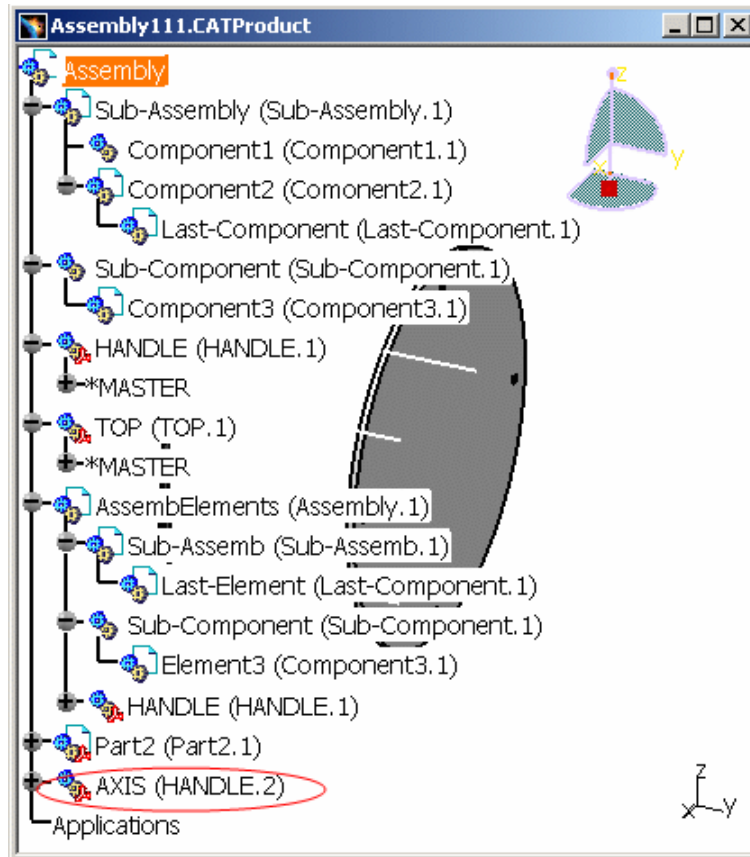 Assembly111.CATProduct
Assembly
Sub-Assembly (Sub-Assembly.1)
Component1 (Component1.1)
Component2 (Comonent2.1)
Last-Component (Last-Component.1)
Sub-Component (Sub-Component.1)
Component3 (Component3.1)
HANDLE (HANDLE.1)
*MASTER
TOP (TOP.1)
*MASTER
AssembElements (Assembly.1)
Sub-Assemb (Sub-Assemb.1)
Last-Element (Last-Component.1)
Sub-Component (Sub-Component.1)
Element3 (Component3.1)
HANDLE (HANDLE.1)
Part2 (Part2.1)
AXIS (HANDLE.2)
Applications
z
y
x
z
x
y